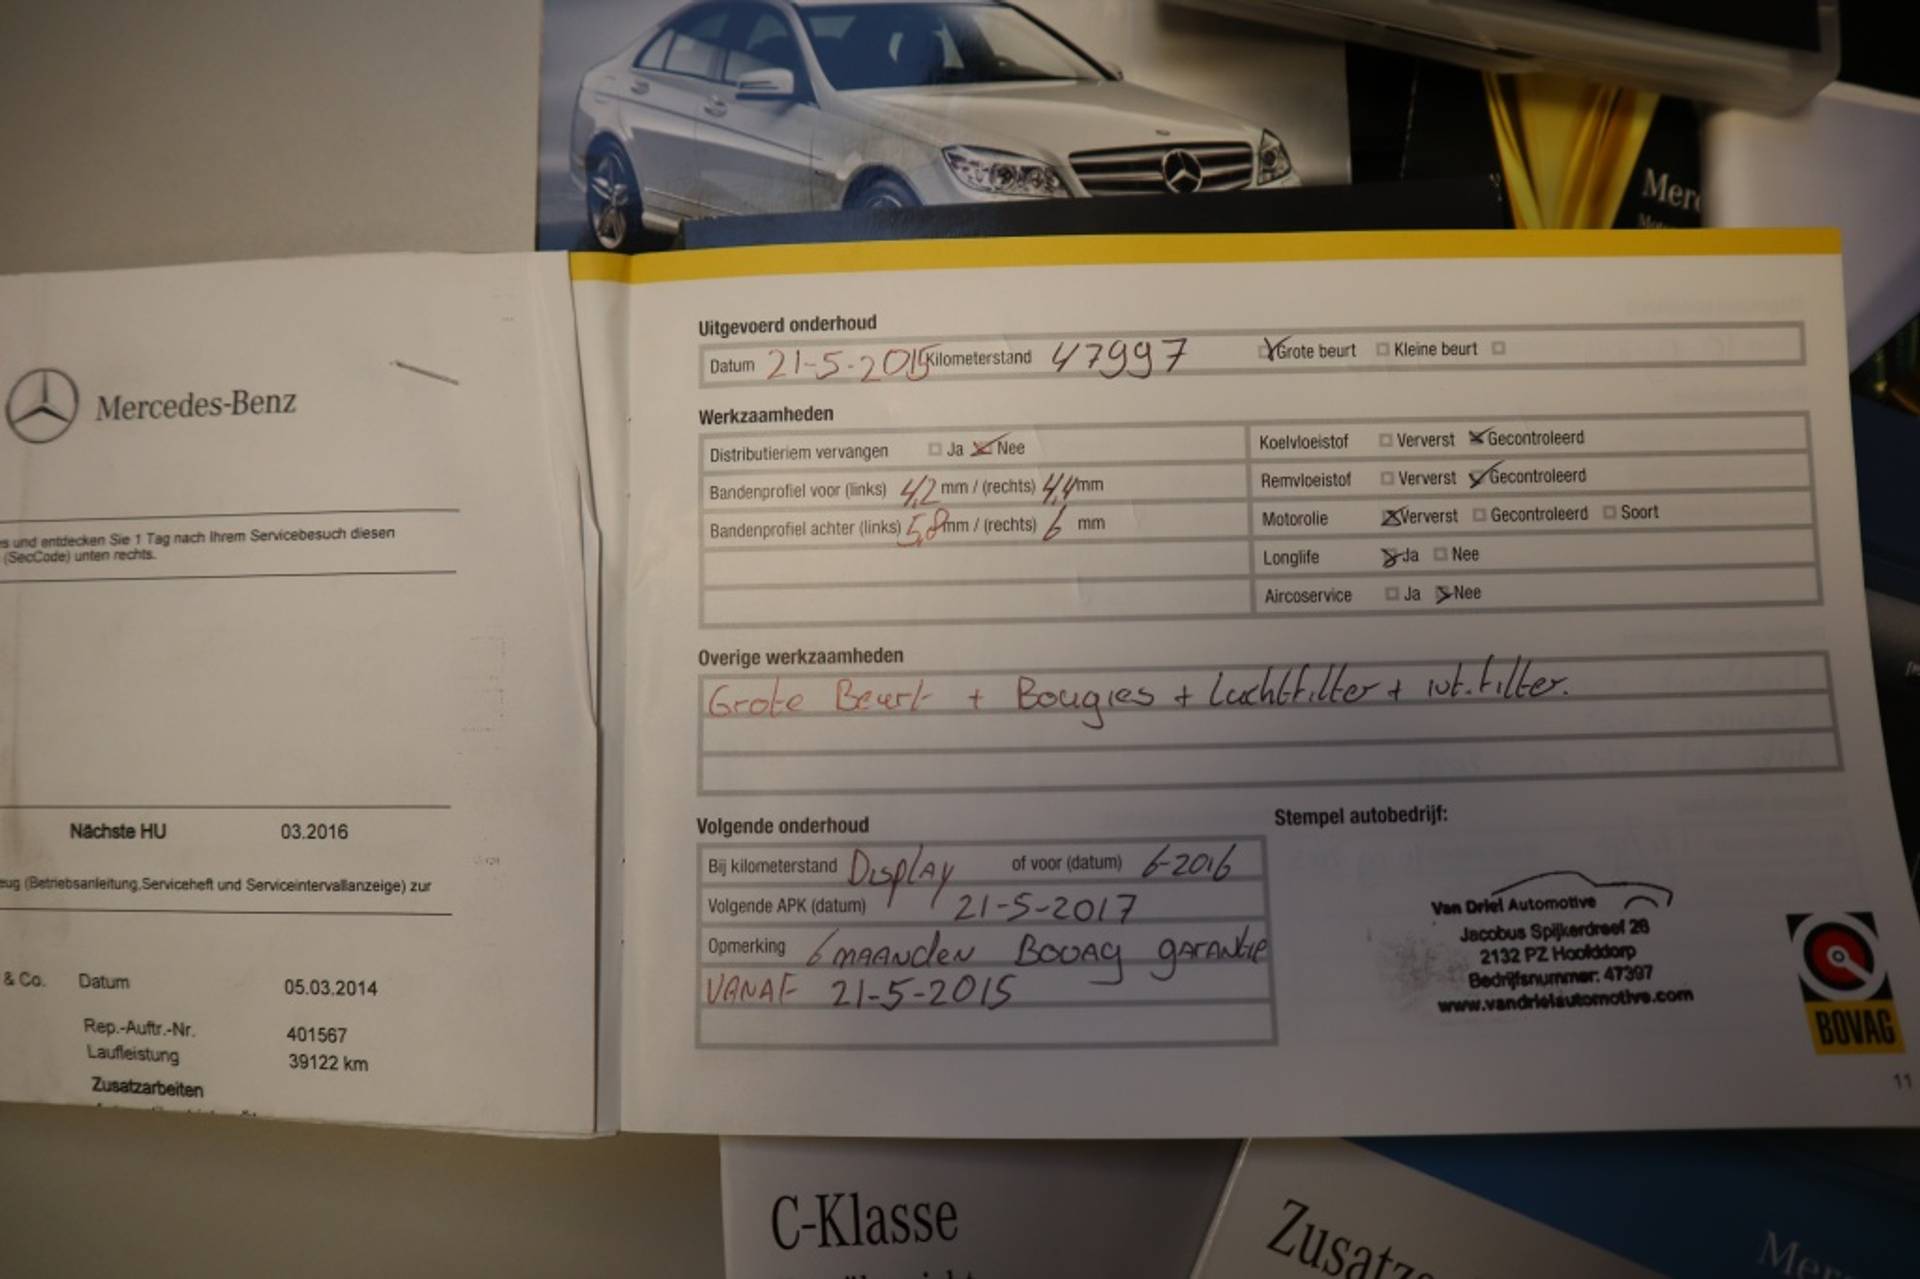 Mercedes-Benz
es und entdecken Sie 1 Tag nach Ihrem Servicebesuch diesen
(SecCode) unten rechts.
Nächste HU 03.2016
eug (Betriebsanleitung,Serviceheft und Serviceintervallanzeige) zur
& Co. Datum 05.03.2014
Rep.-Auftr.-Nr. 401567
Laufleistung 39122 km
Zusatzarbeiten
Uitgevoerd onderhoud
Datum 21-5-2015 Kilometerstand 47997 Grote beurt Kleine beurt
Werkzaamheden
Distributieriem vervangen Ja Nee
Bandenprofiel voor (links) 4,2 mm / (rechts) 4,4 mm
Bandenprofiel achter (links) 5,8 mm / (rechts) 6 mm
Koelvloeistof Ververst Gecontroleerd
Remvloeistof Ververst Gecontroleerd
Motorolie Ververst Gecontroleerd Soort
Longlife Ja Nee
Aircoservice Ja Nee
Overige werkzaamheden
Grote Beurt + Bougies + Luchtfilter + int.filter.
Volgende onderhoud
Bij kilometerstand Display of voor (datum) 6-2016
Volgende APK (datum) 21-5-2017
Opmerking 6 maanden BOVAG garantie
VANAF 21-5-2015
Stempel autobedrijf:
Van Driel Automotive
Jacobus Spijkerdreef 26
2132 PZ Hoofddorp
Bedrijfsnummer: 47397
www.vandrielautomotive.com
BOVAG
11
C-Klasse
Zusatz
Mer